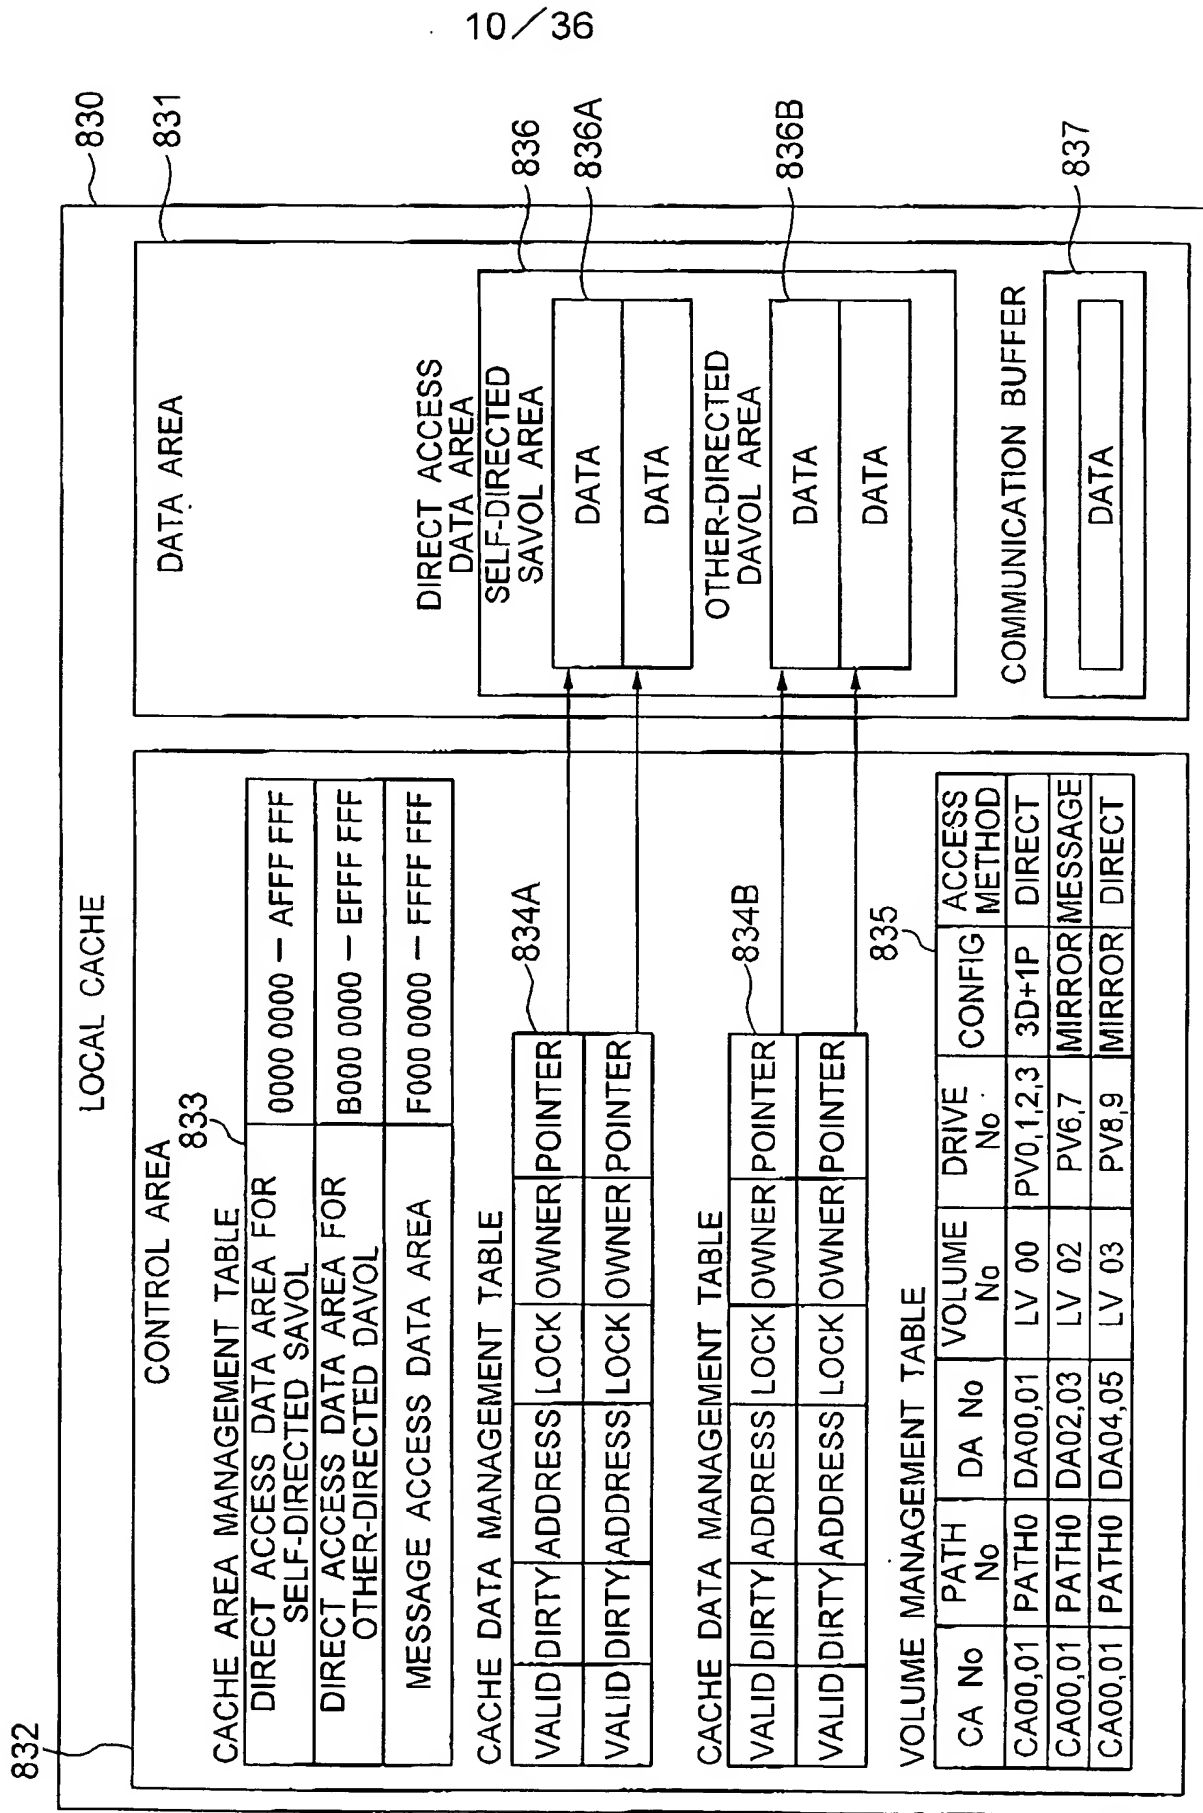 10/36
LOCAL CACHE
830
832
CONTROL AREA
CACHE AREA MANAGEMENT TABLE
833
DIRECT ACCESS DATA AREA FOR SELF-DIRECTED SAVOL 0000 0000 — AFFF FFF
DIRECT ACCESS DATA AREA FOR OTHER-DIRECTED DAVOL B000 0000 — EFFF FFF
MESSAGE ACCESS DATA AREA F000 0000 — FFFF FFF
CACHE DATA MANAGEMENT TABLE
834A
VALID DIRTY ADDRESS LOCK OWNER POINTER
VALID DIRTY ADDRESS LOCK OWNER POINTER
CACHE DATA MANAGEMENT TABLE
834B
VALID DIRTY ADDRESS LOCK OWNER POINTER
VALID DIRTY ADDRESS LOCK OWNER POINTER
VOLUME MANAGEMENT TABLE
835
CA No PATH No DA No VOLUME No DRIVE No CONFIG ACCESS METHOD
CA00,01 PATH0 DA00,01 LV 00 PV0,1,2,3 3D+1P DIRECT
CA00,01 PATH0 DA02,03 LV 02 PV6,7 MIRROR MESSAGE
CA00,01 PATH0 DA04,05 LV 03 PV8,9 MIRROR DIRECT
831
DATA AREA
DIRECT ACCESS
DATA AREA
836
SELF-DIRECTED
SAVOL AREA
836A
DATA
DATA
OTHER-DIRECTED
DAVOL AREA
836B
DATA
DATA
COMMUNICATION BUFFER
837
DATA